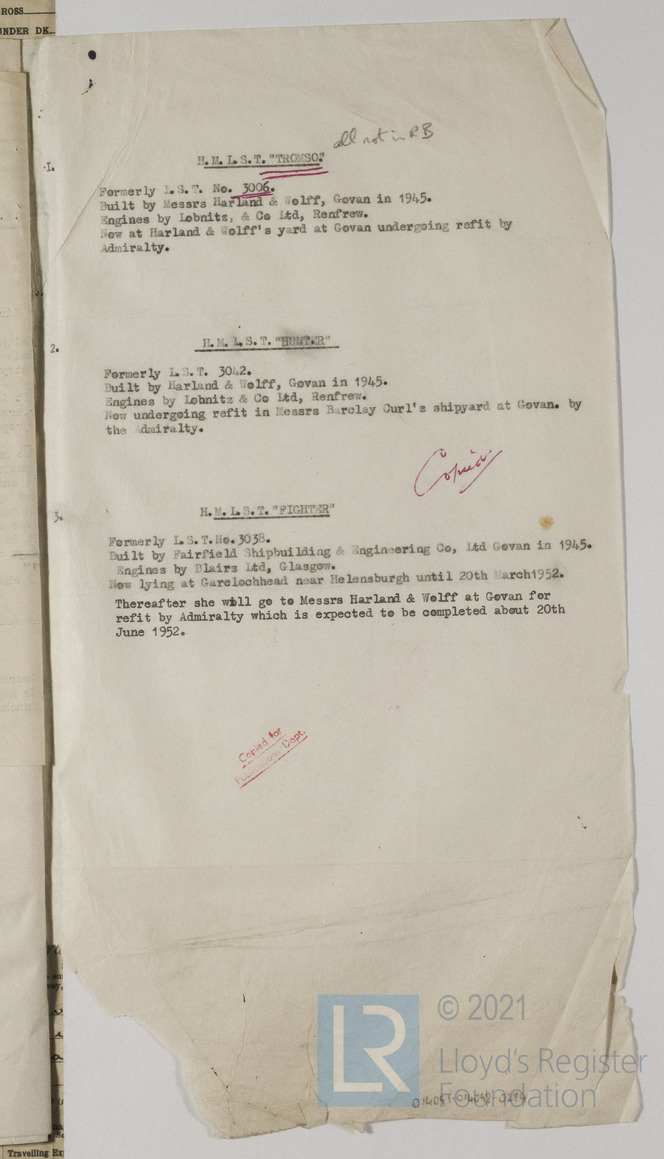 ROSS
UNDER DK.
all not in RB
1.
H.M.L.S.T. "TROMSO"
Formerly L.S.T. No. 3006.
Built by Messrs Harland & Wolff, Govan in 1945.
Engines by Lobnitz, & Co Ltd, Renfrew.
Now at Harland & Wolff's yard at Govan undergoing refit by
Admiralty.
2.
H.M.L.S.T. "HUNTER"
Formerly L.S.T. 3042.
Built by Harland & Wolff, Govan in 1945.
Engines by Lobnitz & Co Ltd, Renfrew.
Now undergoing refit in Messrs Barclay Curl's shipyard at Govan. by
the Admiralty.
Copied.
3.
H.M.L.S.T. "FIGHTER"
Formerly L.S.T.No.3038.
Built by Fairfield Shipbuilding & Engineering Co, Ltd Govan in 1945.
Engines by Blairs Ltd, Glasgow.
Now lying at Garelochhead near Helensburgh until 20th March1952.
Thereafter she will go to Messrs Harland & Wolff at Govan for
refit by Admiralty which is expected to be completed about 20th
June 1952.
Copied for
Dept.
LR
© 2021
Lloyd's Register
Foundation
Travelling Ex